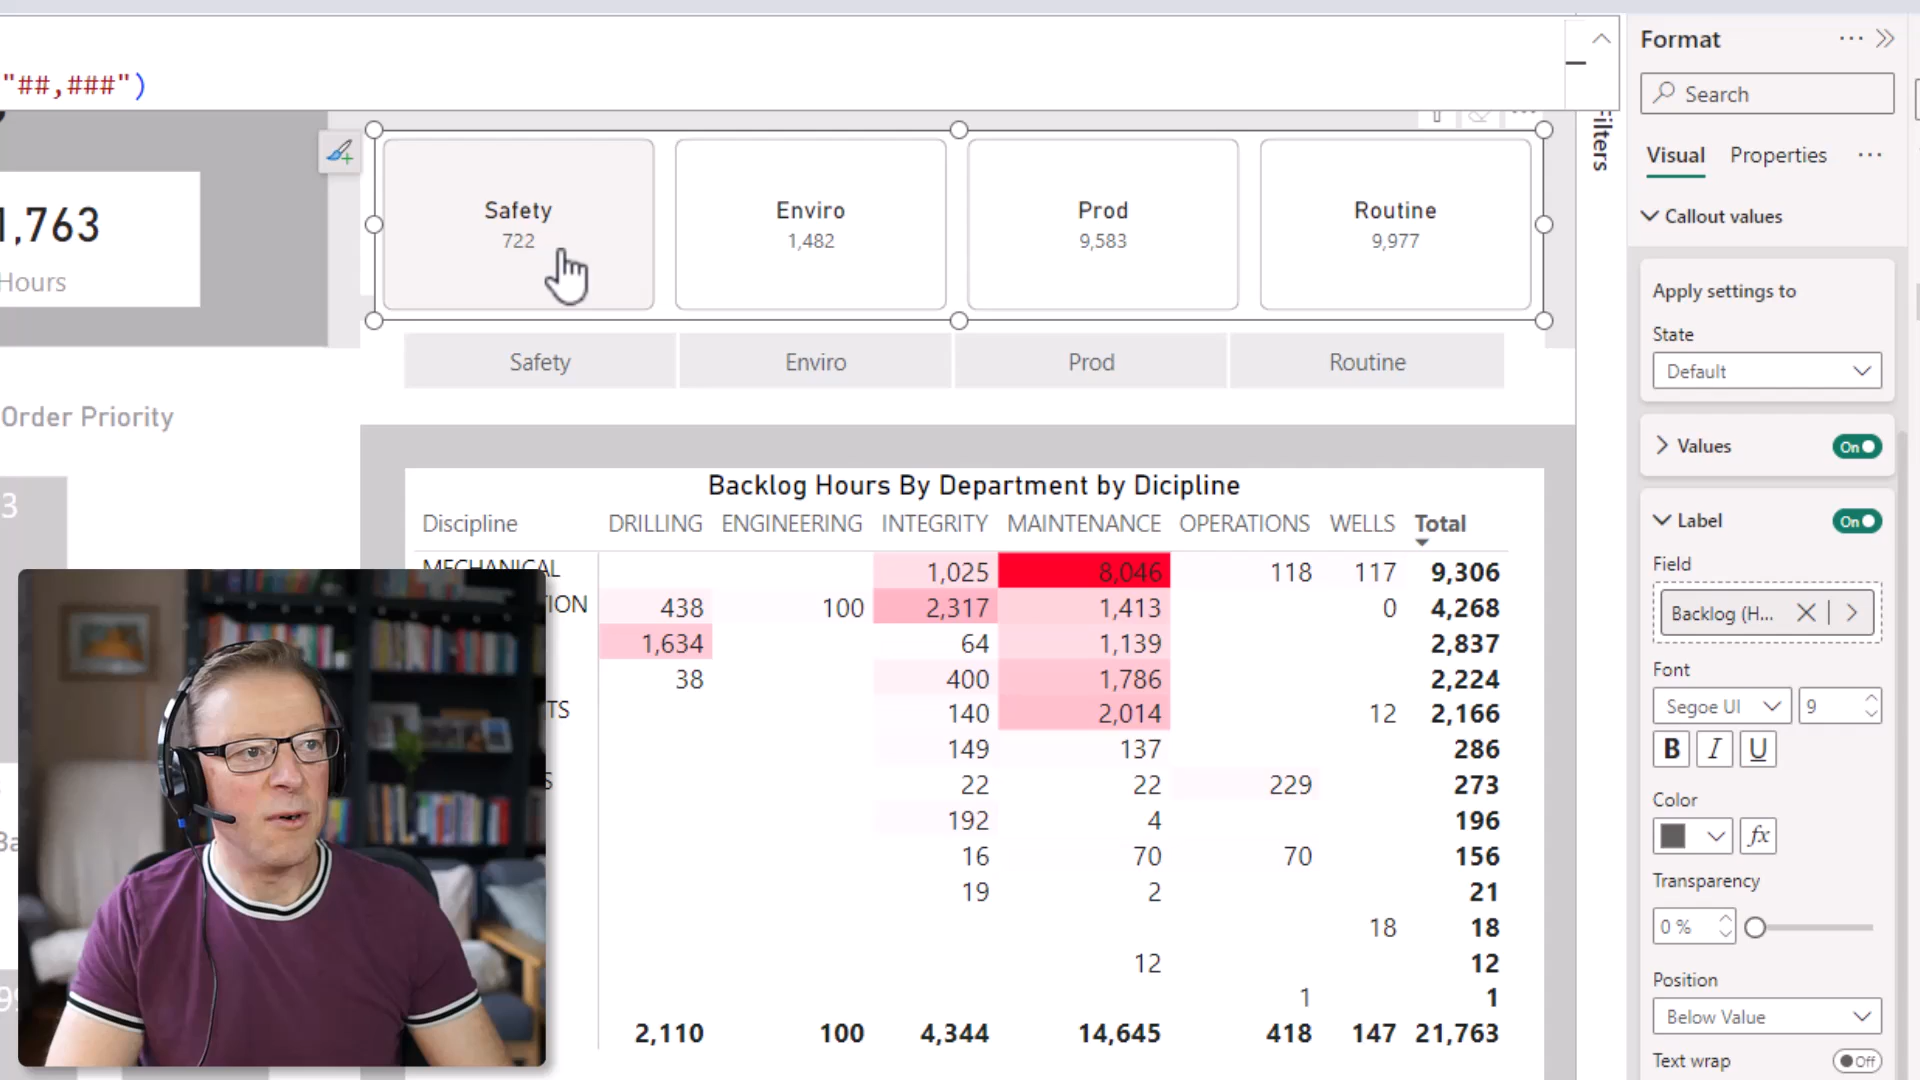 "##,###")
1,763
Hours
Safety
722
Enviro
1,482
Prod
9,583
Routine
9,977
Safety Enviro Prod Routine
Order Priority
3
Backlog Hours By Department by Dicipline
Discipline DRILLING ENGINEERING INTEGRITY MAINTENANCE OPERATIONS WELLS Total
MECHANICAL 1,025 8,046 118 117 9,306
ION 438 100 2,317 1,413 0 4,268
1,634 64 1,139 2,837
38 400 1,786 2,224
TS 140 2,014 12 2,166
149 137 286
S 22 22 229 273
192 4 196
16 70 70 156
19 2 21
18 18
12 12
1 1
2,110 100 4,344 14,645 418 147 21,763
Ba
99
Filters
Format
Search
Visual Properties
Callout values
Apply settings to
State
Default
Values On
Label On
Field
Backlog (H...
Font
Segoe UI 9
B I U
Color
fx
Transparency
0 %
Position
Below Value
Text wrap Off